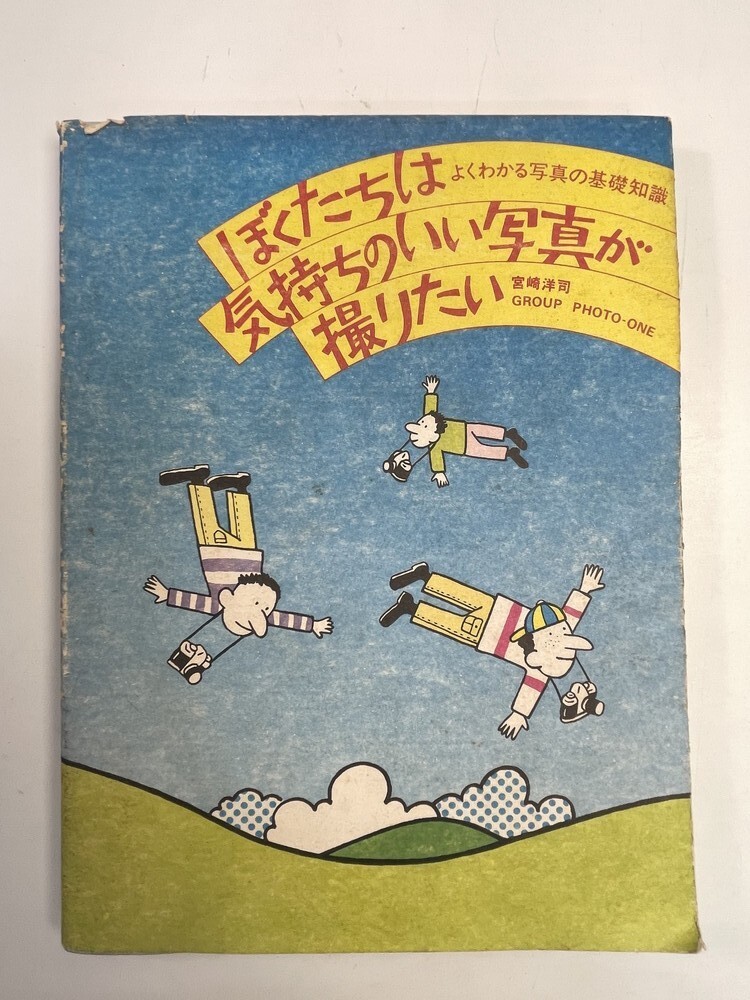 ぼくたちは
よくわかる写真の基礎知識
気持ちのいい写真が
撮りたい
宮崎洋司
GROUP PHOTO-ONE